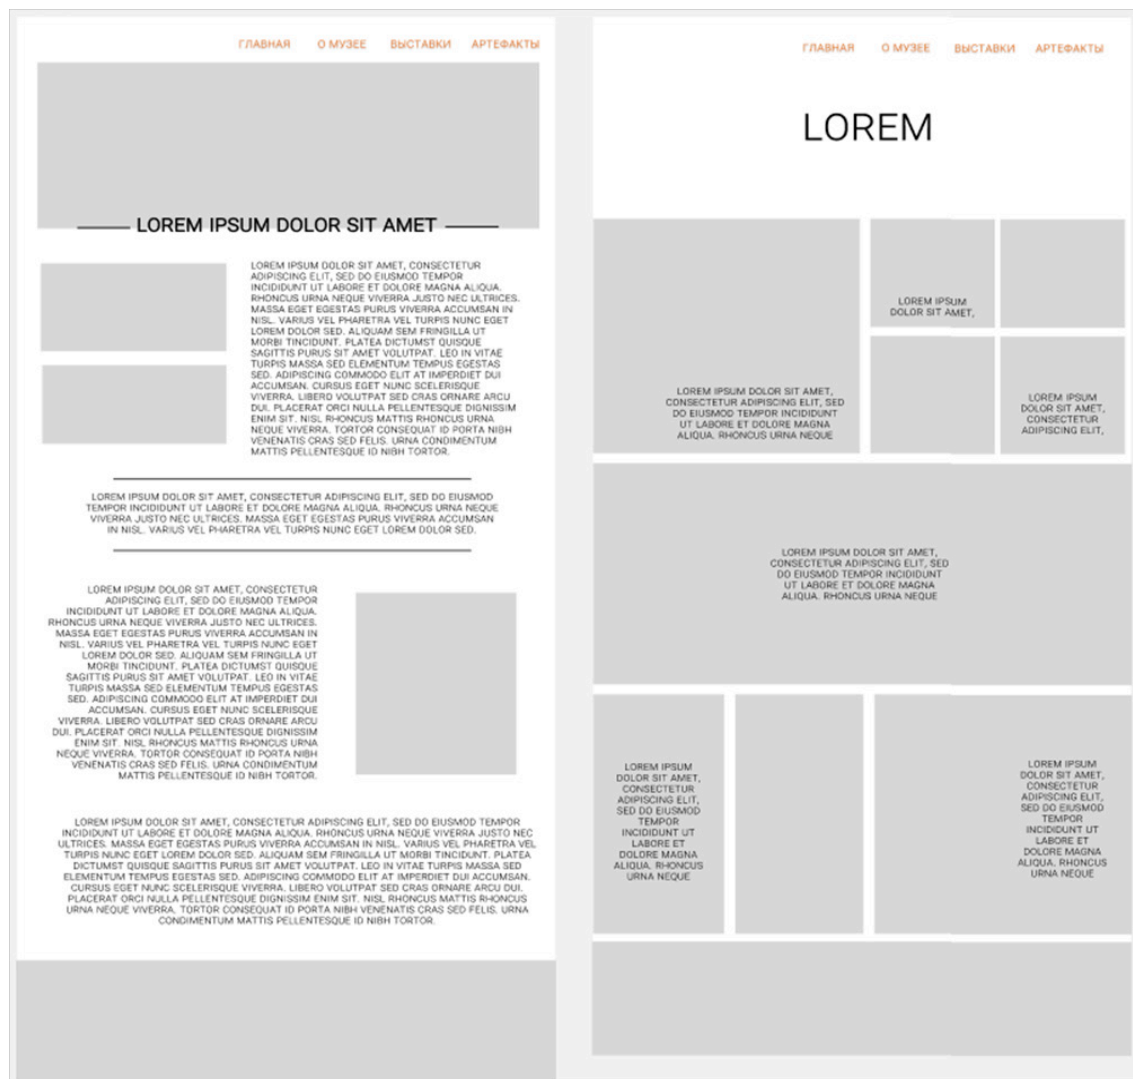 ГЛАВНАЯ О МУЗЕЕ ВЫСТАВКИ АРТЕФАКТЫ
LOREM IPSUM DOLOR SIT AMET
LOREM IPSUM DOLOR SIT AMET, CONSECTETUR
ADIPISCING ELIT, SED DO EIUSMOD TEMPOR
INCIDIDUNT UT LABORE ET DOLORE MAGNA ALIQUA.
RHONCUS URNA NEQUE VIVERRA JUSTO NEC ULTRICES.
MASSA EGET EGESTAS PURUS VIVERRA ACCUMSAN IN
NISL. VARIUS VEL PHARETRA VEL TURPIS NUNC EGET
LOREM DOLOR SED. ALIQUAM SEM FRINGILLA UT
MORBI TINCIDUNT. PLATEA DICTUMST QUISQUE
SAGITTIS PURUS SIT AMET VOLUTPAT. LEO IN VITAE
TURPIS MASSA SED ELEMENTUM TEMPUS EGESTAS
SED. ADIPISCING COMMODO ELIT AT IMPERDIET DUI
ACCUMSAN. CURSUS EGET NUNC SCELERISQUE
VIVERRA. LIBERO VOLUTPAT SED CRAS ORNARE ARCU
DUI. PLACERAT ORCI NULLA PELLENTESQUE DIGNISSIM
ENIM SIT. NISL RHONCUS MATTIS RHONCUS URNA
NEQUE VIVERRA. TORTOR CONSEQUAT ID PORTA NIBH
VENENATIS CRAS SED FELIS. URNA CONDIMENTUM
MATTIS PELLENTESQUE ID NIBH TORTOR.
LOREM IPSUM DOLOR SIT AMET, CONSECTETUR ADIPISCING ELIT, SED DO EIUSMOD
TEMPOR INCIDIDUNT UT LABORE ET DOLORE MAGNA ALIQUA. RHONCUS URNA NEQUE
VIVERRA JUSTO NEC ULTRICES. MASSA EGET EGESTAS PURUS VIVERRA ACCUMSAN
IN NISL. VARIUS VEL PHARETRA VEL TURPIS NUNC EGET LOREM DOLOR SED.
LOREM IPSUM DOLOR SIT AMET, CONSECTETUR
ADIPISCING ELIT, SED DO EIUSMOD TEMPOR
INCIDIDUNT UT LABORE ET DOLORE MAGNA ALIQUA.
RHONCUS URNA NEQUE VIVERRA JUSTO NEC ULTRICES.
MASSA EGET EGESTAS PURUS VIVERRA ACCUMSAN IN
NISL. VARIUS VEL PHARETRA VEL TURPIS NUNC EGET
LOREM DOLOR SED. ALIQUAM SEM FRINGILLA UT
MORBI TINCIDUNT. PLATEA DICTUMST QUISQUE
SAGITTIS PURUS SIT AMET VOLUTPAT. LEO IN VITAE
TURPIS MASSA SED ELEMENTUM TEMPUS EGESTAS
SED. ADIPISCING COMMODO ELIT AT IMPERDIET DUI
ACCUMSAN. CURSUS EGET NUNC SCELERISQUE
VIVERRA. LIBERO VOLUTPAT SED CRAS ORNARE ARCU
DUI. PLACERAT ORCI NULLA PELLENTESQUE DIGNISSIM
ENIM SIT. NISL RHONCUS MATTIS RHONCUS URNA
NEQUE VIVERRA. TORTOR CONSEQUAT ID PORTA NIBH
VENENATIS CRAS SED FELIS. URNA CONDIMENTUM
MATTIS PELLENTESQUE ID NIBH TORTOR.
LOREM IPSUM DOLOR SIT AMET, CONSECTETUR ADIPISCING ELIT, SED DO EIUSMOD TEMPOR
INCIDIDUNT UT LABORE ET DOLORE MAGNA ALIQUA. RHONCUS URNA NEQUE VIVERRA JUSTO NEC
ULTRICES. MASSA EGET EGESTAS PURUS VIVERRA ACCUMSAN IN NISL. VARIUS VEL PHARETRA VEL
TURPIS NUNC EGET LOREM DOLOR SED. ALIQUAM SEM FRINGILLA UT MORBI TINCIDUNT. PLATEA
DICTUMST QUISQUE SAGITTIS PURUS SIT AMET VOLUTPAT. LEO IN VITAE TURPIS MASSA SED
ELEMENTUM TEMPUS EGESTAS SED. ADIPISCING COMMODO ELIT AT IMPERDIET DUI ACCUMSAN.
CURSUS EGET NUNC SCELERISQUE VIVERRA. LIBERO VOLUTPAT SED CRAS ORNARE ARCU DUI.
PLACERAT ORCI NULLA PELLENTESQUE DIGNISSIM ENIM SIT. NISL RHONCUS MATTIS RHONCUS
URNA NEQUE VIVERRA. TORTOR CONSEQUAT ID PORTA NIBH VENENATIS CRAS SED FELIS. URNA
CONDIMENTUM MATTIS PELLENTESQUE ID NIBH TORTOR.
ГЛАВНАЯ О МУЗЕЕ ВЫСТАВКИ АРТЕФАКТЫ
LOREM
LOREM IPSUM DOLOR SIT AMET,
CONSECTETUR ADIPISCING ELIT, SED
DO EIUSMOD TEMPOR INCIDIDUNT
UT LABORE ET DOLORE MAGNA
ALIQUA. RHONCUS URNA NEQUE
LOREM IPSUM
DOLOR SIT AMET,
LOREM IPSUM
DOLOR SIT AMET,
CONSECTETUR
ADIPISCING ELIT,
LOREM IPSUM DOLOR SIT AMET,
CONSECTETUR ADIPISCING ELIT, SED
DO EIUSMOD TEMPOR INCIDIDUNT
UT LABORE ET DOLORE MAGNA
ALIQUA. RHONCUS URNA NEQUE
LOREM IPSUM
DOLOR SIT AMET,
CONSECTETUR
ADIPISCING ELIT,
SED DO EIUSMOD
TEMPOR
INCIDIDUNT UT
LABORE ET
DOLORE MAGNA
ALIQUA. RHONCUS
URNA NEQUE
LOREM IPSUM
DOLOR SIT AMET,
CONSECTETUR
ADIPISCING ELIT,
SED DO EIUSMOD
TEMPOR
INCIDIDUNT UT
LABORE ET
DOLORE MAGNA
ALIQUA. RHONCUS
URNA NEQUE